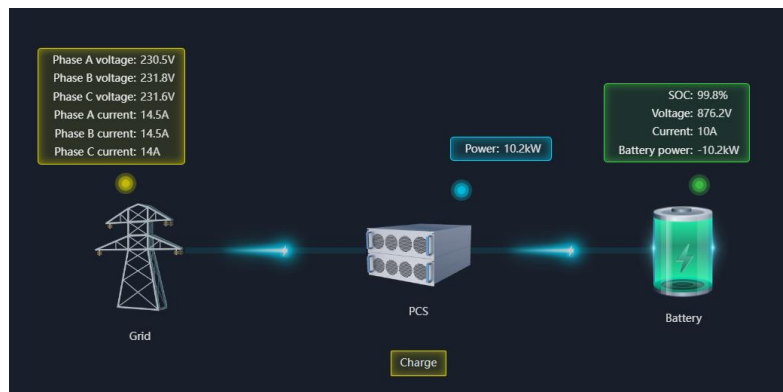 Phase A voltage: 230.5V
Phase B voltage: 231.8V
Phase C voltage: 231.6V
Phase A current: 14.5A
Phase B current: 14.5A
Phase C current: 14A
Power: 10.2kW
SOC: 99.8%
Voltage: 876.2V
Current: 10A
Battery power: -10.2kW
Grid
PCS
Battery
Charge